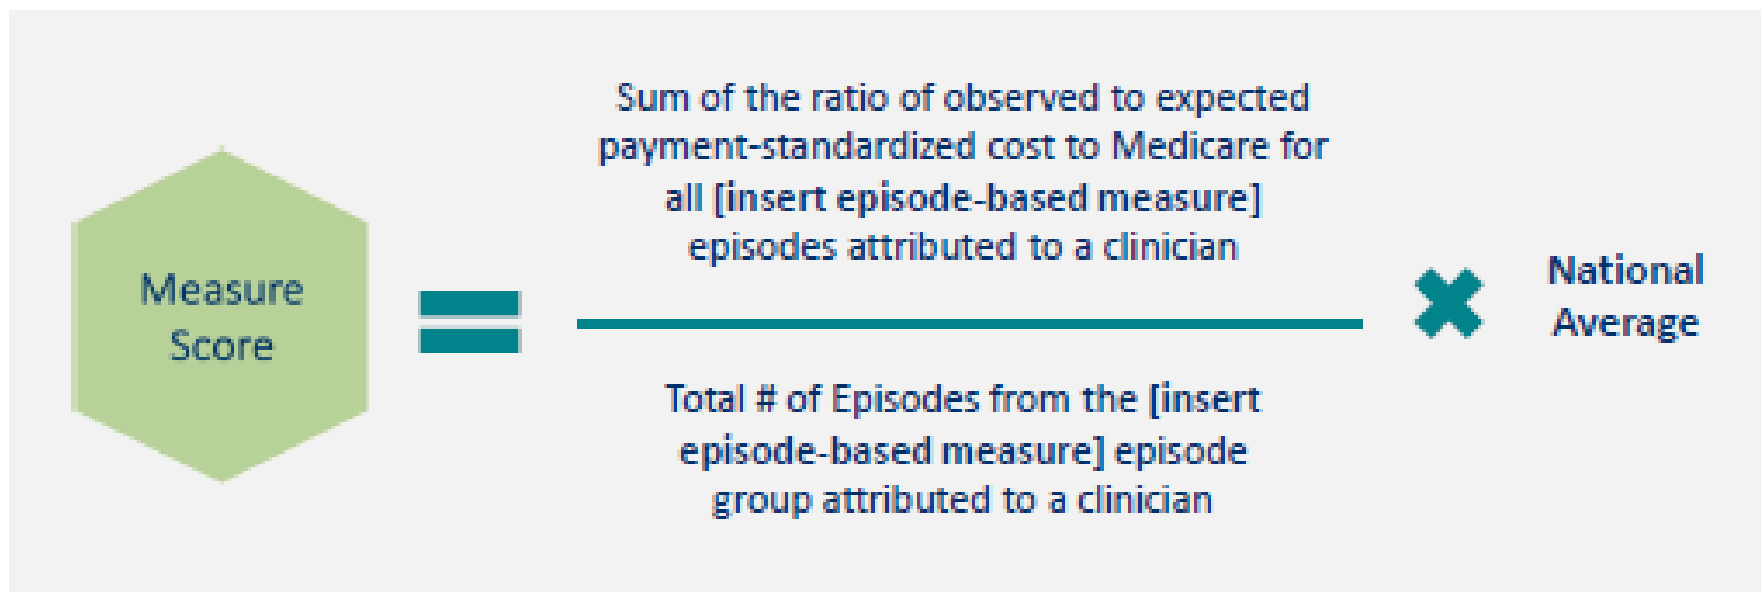 Measure
Score
Sum of the ratio of observed to expected
payment-standardized cost to Medicare for
all [insert episode-based measure]
episodes attributed to a clinician
Total # of Episodes from the [insert
episode-based measure] episode
group attributed to a clinician
National
Average